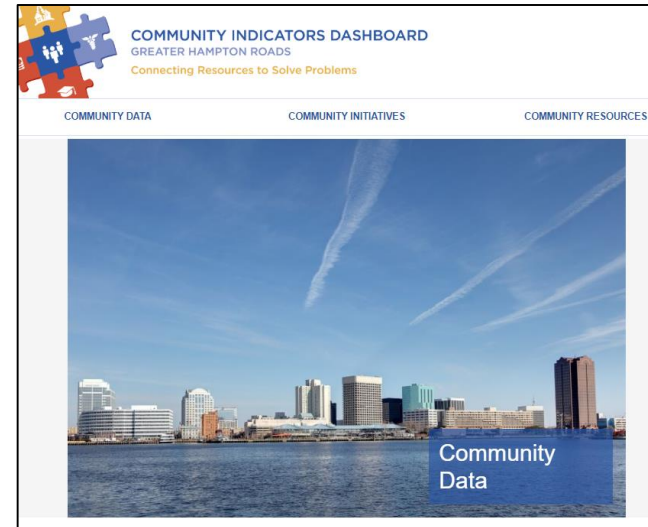 COMMUNITY INDICATORS DASHBOARD
GREATER HAMPTON ROADS
Connecting Resources to Solve Problems
COMMUNITY DATA COMMUNITY INITIATIVES COMMUNITY RESOURCES
Community
Data